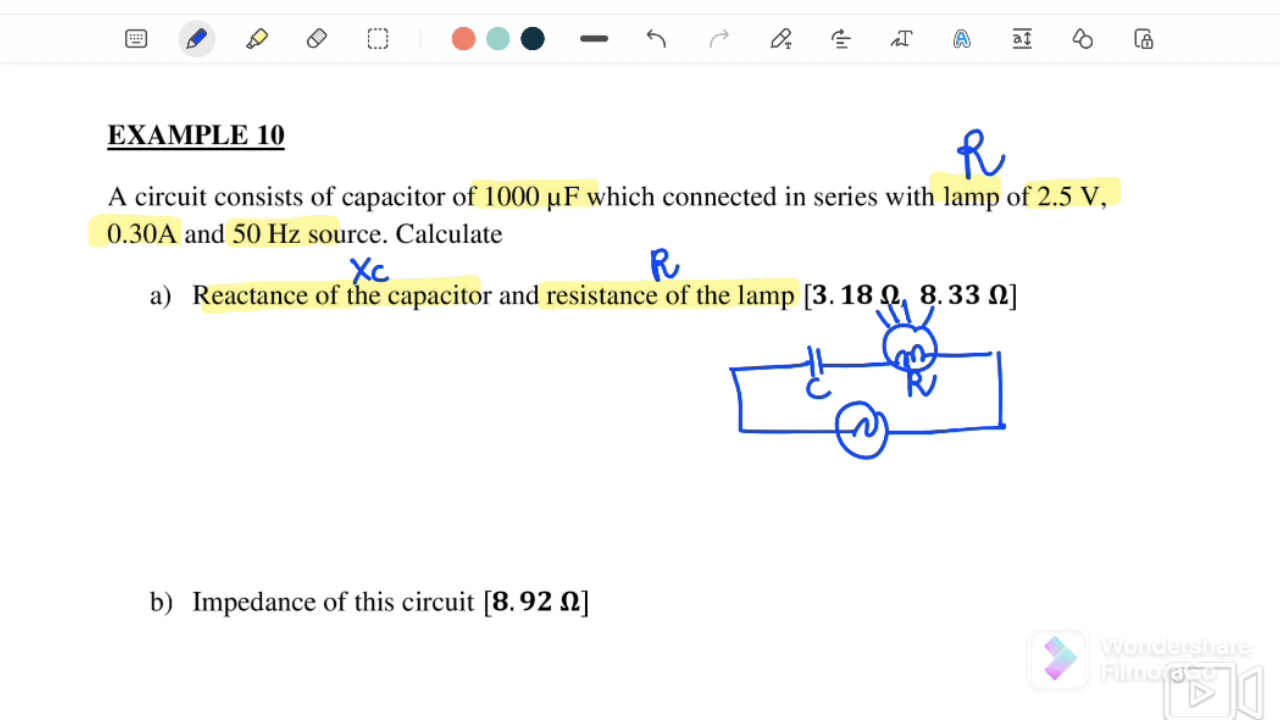 EXAMPLE 10
R
A circuit consists of capacitor of 1000 µF which connected in series with lamp of 2.5 V,
0.30A and 50 Hz source. Calculate
Xc R
a) Reactance of the capacitor and resistance of the lamp [3.18 Ω, 8.33 Ω]
C R
b) Impedance of this circuit [8.92 Ω]
Wondershare
FilmoraGo